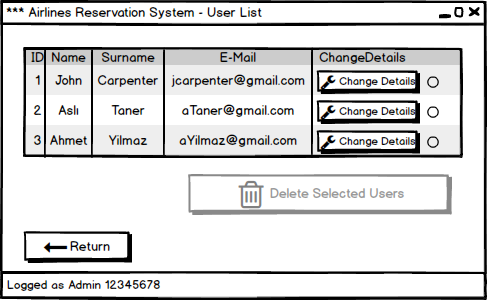 *** Airlines Reservation System - User List
ID Name Surname E-Mail ChangeDetails
1 John Carpenter jcarpenter@gmail.com Change Details
2 Aslı Taner aTaner@gmail.com Change Details
3 Ahmet Yilmaz aYilmaz@gmail.com Change Details
Delete Selected Users
Return
Logged as Admin 12345678